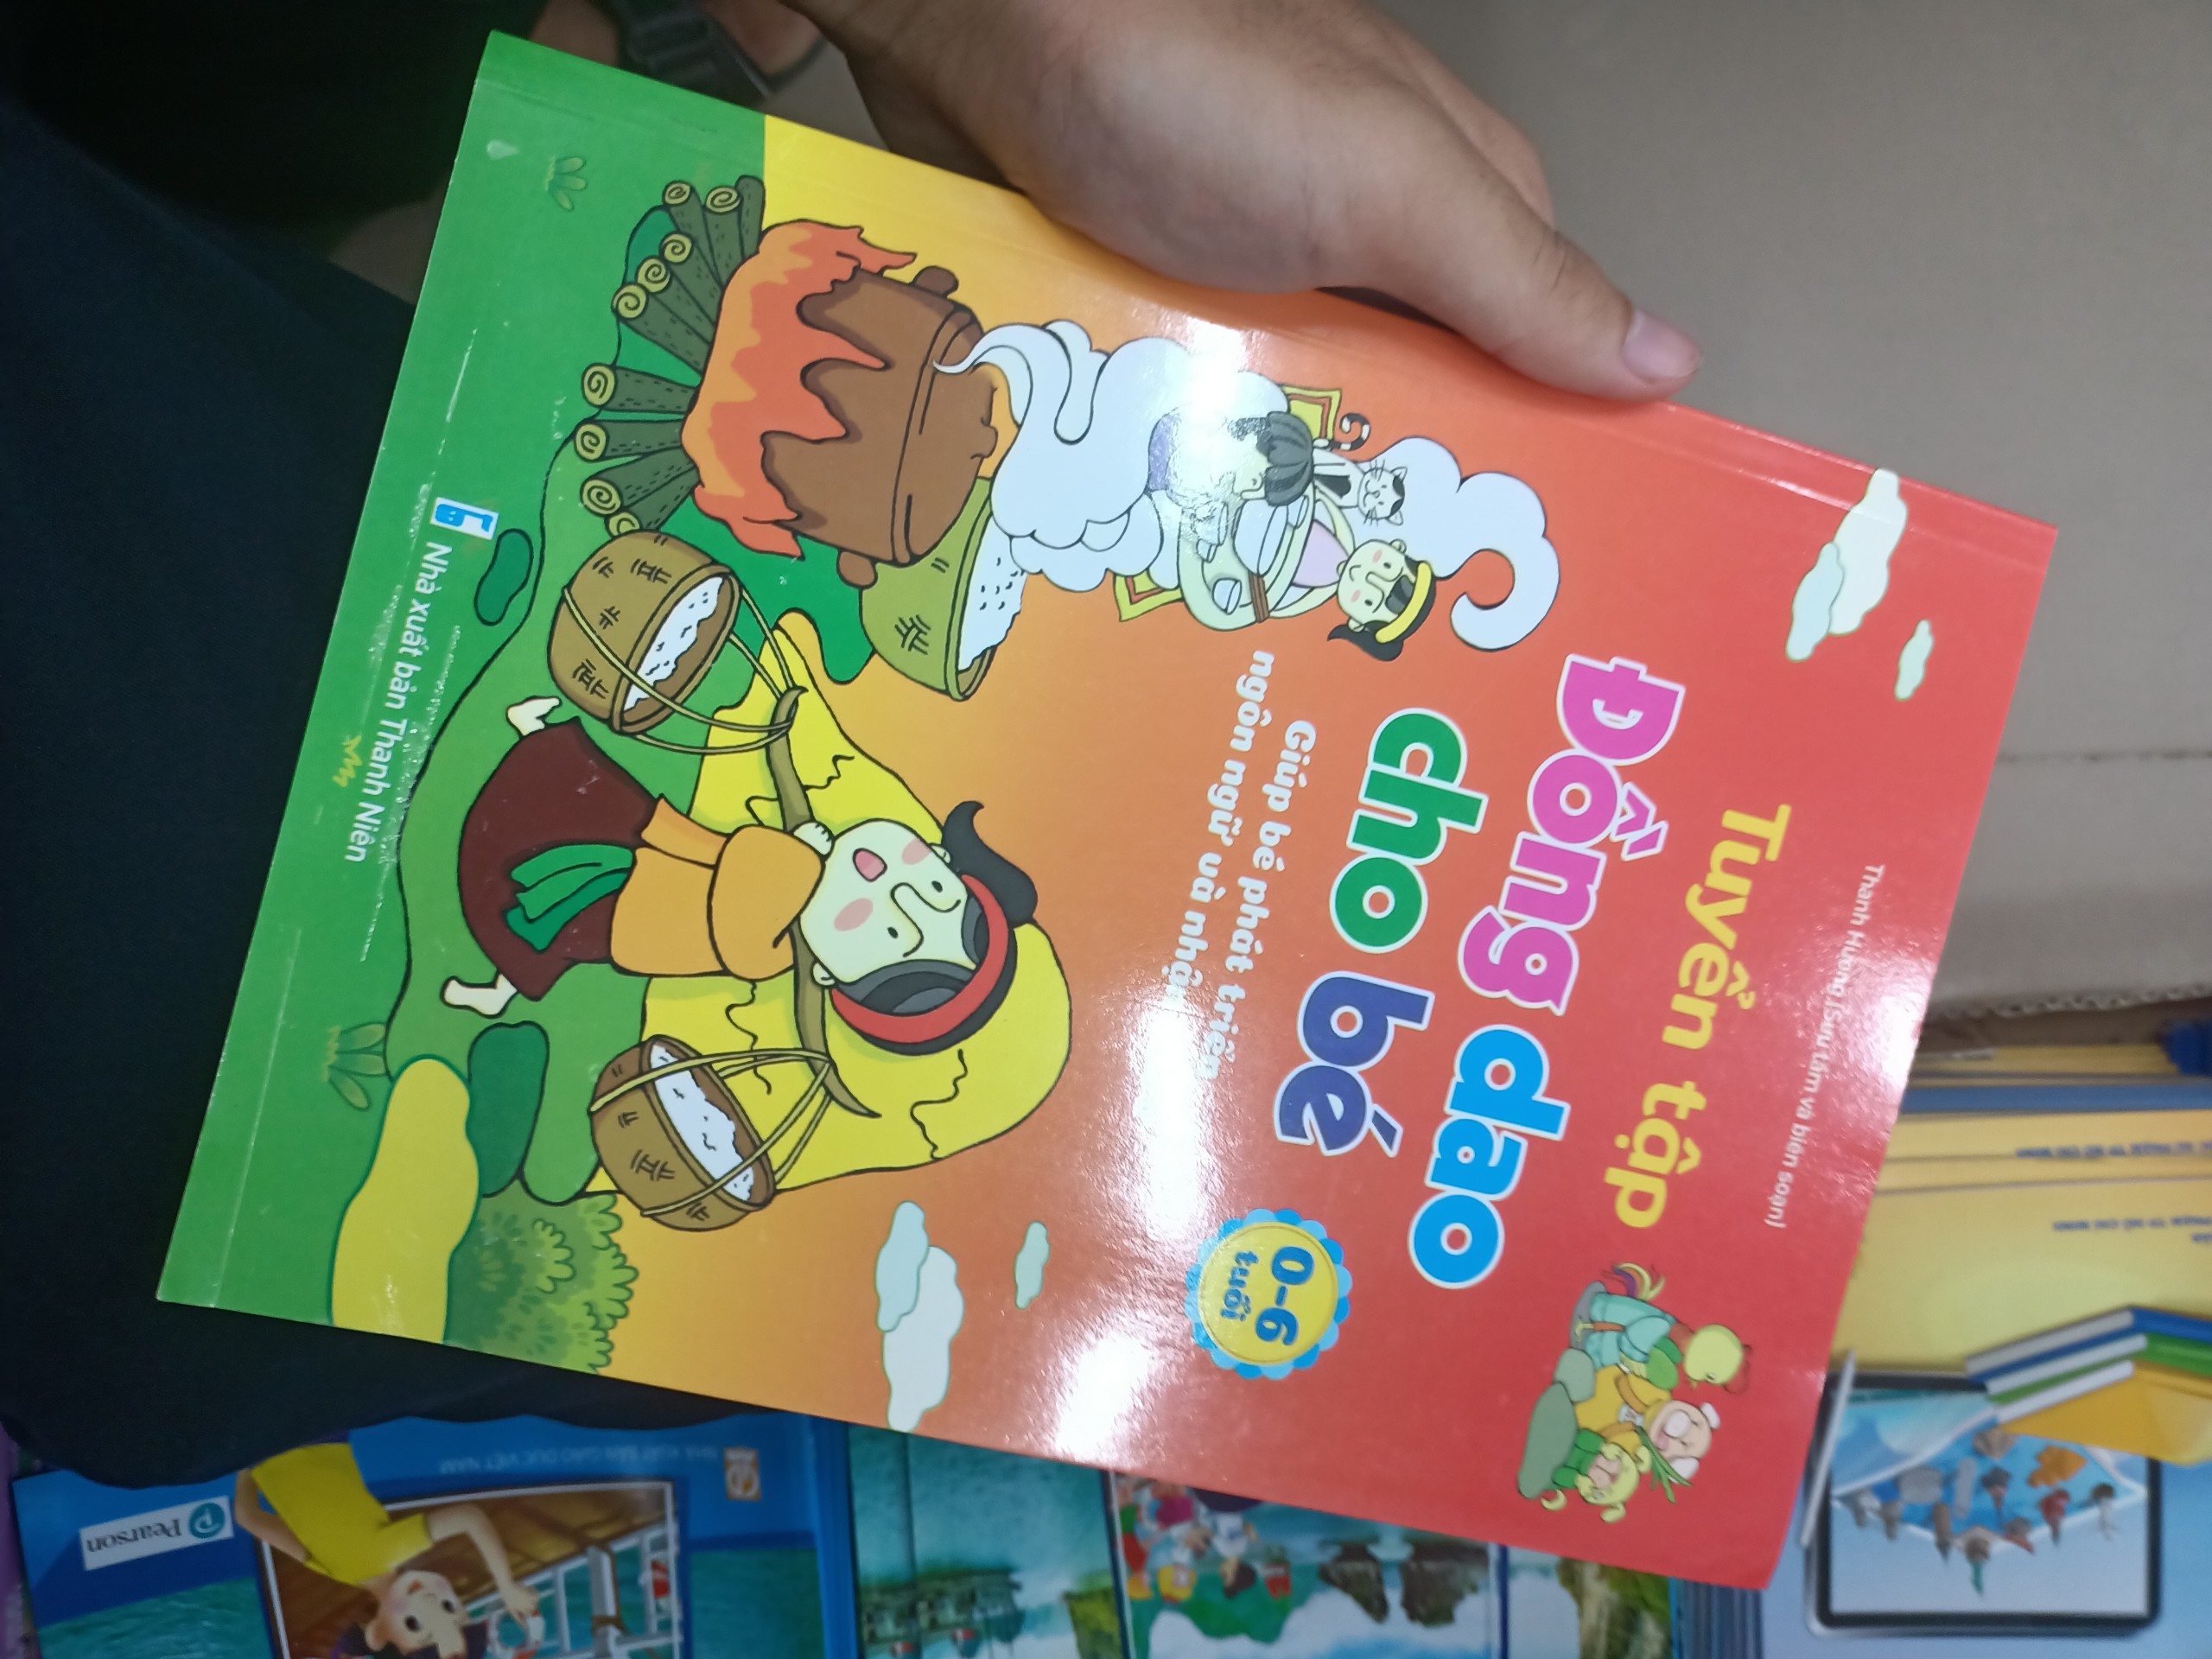 Thanh Hương (Sưu tầm và biên soạn)
Tuyển tập
Đồng dao
cho bé
Giúp bé phát triển
ngôn ngữ và nhận
0-6
tuổi
Nhà xuất bản Thanh Niên
Pearson